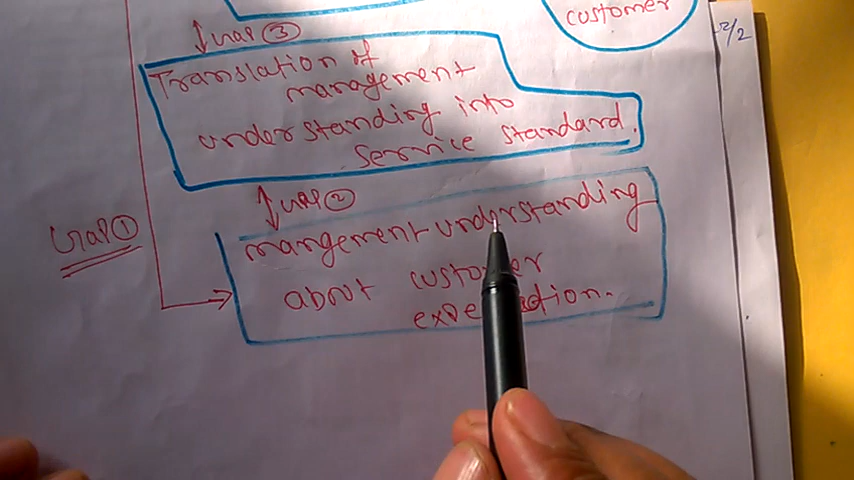 customer
2/2
Gap ③
Translation of
management
understanding into
service standard.
Gap ②
Gap ①
mangement understanding
about customer